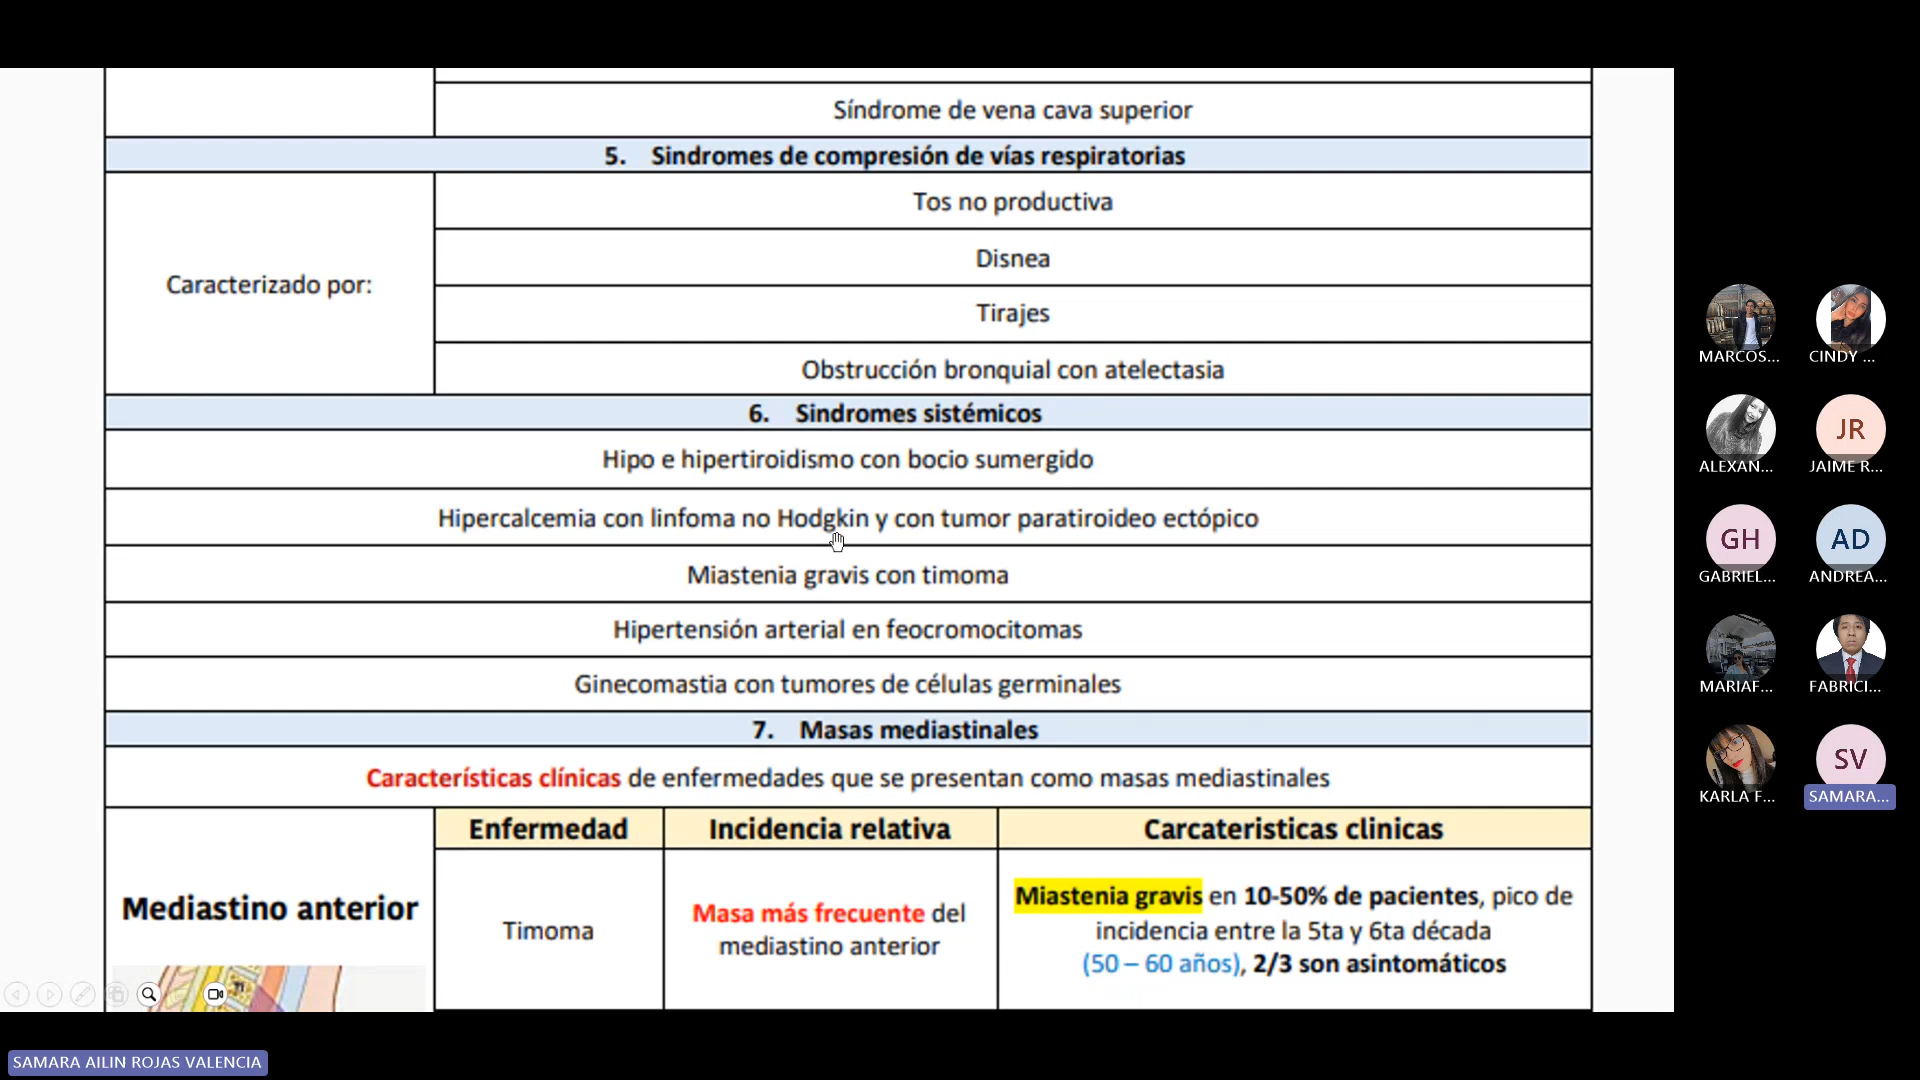 Síndrome de vena cava superior
5. Sindromes de compresión de vías respiratorias
Caracterizado por:
Tos no productiva
Disnea
Tirajes
Obstrucción bronquial con atelectasia
6. Sindromes sistémicos
Hipo e hipertiroidismo con bocio sumergido
Hipercalcemia con linfoma no Hodgkin y con tumor paratiroideo ectópico
Miastenia gravis con timoma
Hipertensión arterial en feocromocitomas
Ginecomastia con tumores de células germinales
7. Masas mediastinales
Características clínicas de enfermedades que se presentan como masas mediastinales
Mediastino anterior
Enfermedad
Incidencia relativa
Carcateristicas clinicas
Timoma
Masa más frecuente del
mediastino anterior
Miastenia gravis en 10-50% de pacientes, pico de
incidencia entre la 5ta y 6ta década
(50 – 60 años), 2/3 son asintomáticos
MARCOS...
CINDY ...
ALEXAN...
JR
JAIME R...
GH
GABRIEL...
AD
ANDREA...
MARIAF...
FABRICI...
KARLA F...
SV
SAMARA...
SAMARA AILIN ROJAS VALENCIA